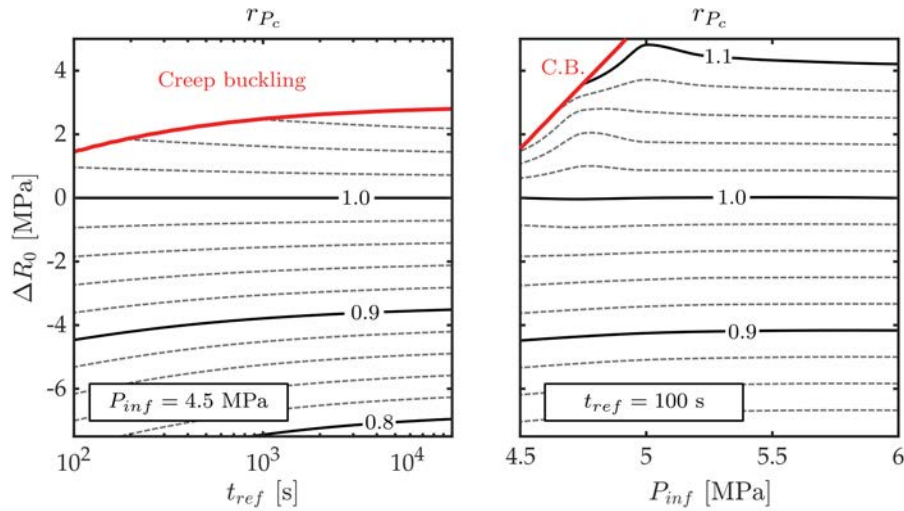 r_{P_c}
Creep buckling
1.0
0.9
0.8
P_{inf} = 4.5 MPa
4
2
0
-2
-4
-6
ΔR_0 [MPa]
10^2
10^3
10^4
t_{ref} [s]
r_{P_c}
C.B.
1.1
1.0
0.9
t_{ref} = 100 s
4.5
5
5.5
6
P_{inf} [MPa]